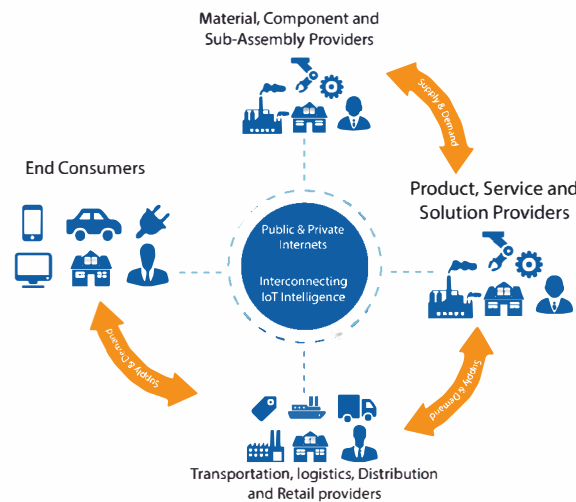 Material, Component and
Sub-Assembly Providers
Supply & Demand
End Consumers
Product, Service and
Solution Providers
Public & Private
Internets
Interconnecting
IoT Intelligence
Supply & Demand
Supply & Demand
Transportation, logistics, Distribution
and Retail providers